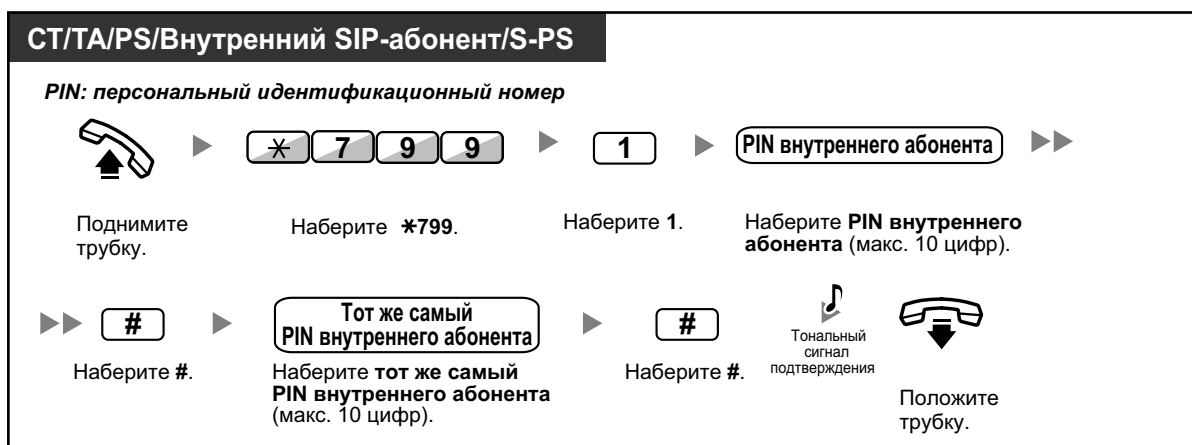 CT/TA/PS/Внутренний SIP-абонент/S-PS
PIN: персональный идентификационный номер
✳ 7 9 9
1
PIN внутреннего абонента
Поднимите
трубку.
Наберите ✳799.
Наберите 1.
Наберите PIN внутреннего
абонента (макс. 10 цифр).
#
Тот же самый
PIN внутреннего абонента
#
Наберите #.
Наберите тот же самый
PIN внутреннего абонента
(макс. 10 цифр).
Наберите #.
Тональный
сигнал
подтверждения
Положите
трубку.